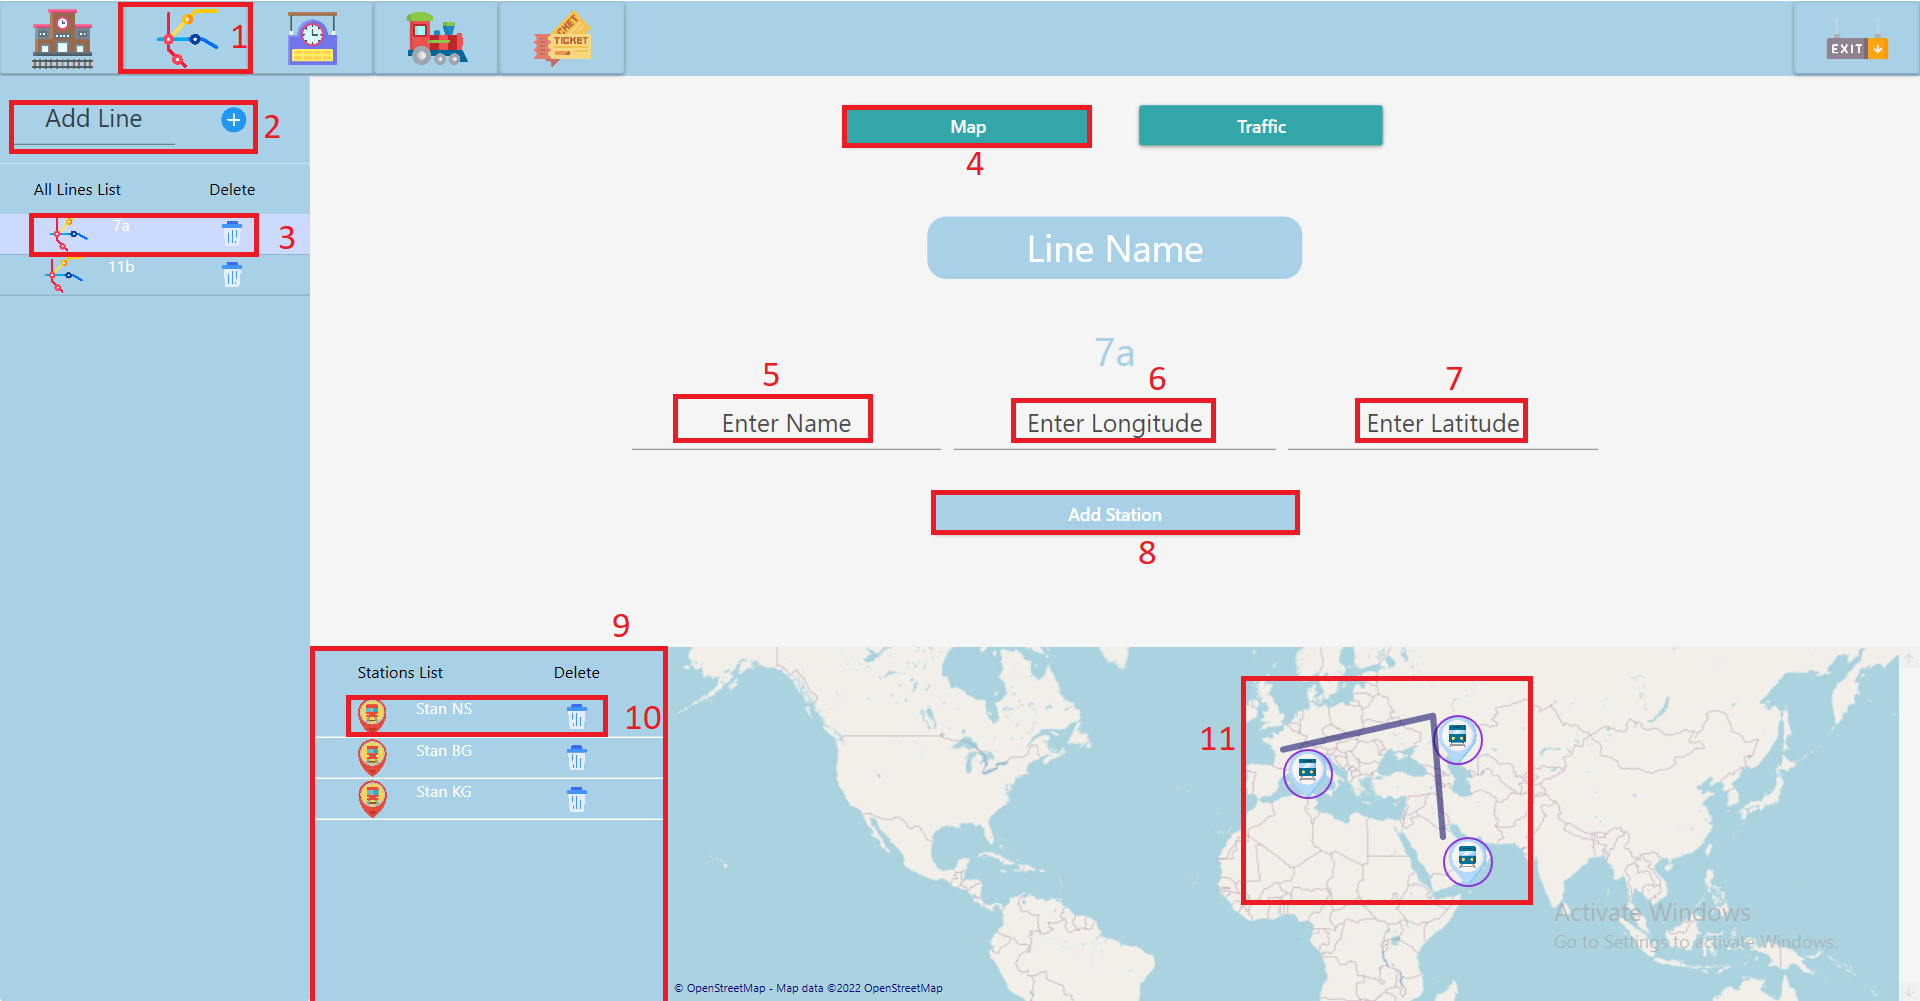 1
EXIT
TICKET
Add Line
2
Map
Traffic
4
All Lines List Delete
7a
3
11b
Line Name
7a
5 6 7
Enter Name Enter Longitude Enter Latitude
Add Station
8
9
Stations List Delete
Stan NS
10
Stan BG
Stan KG
11
Activate Windows
Go to Settings to activate Windows.
© OpenStreetMap - Map data ©2022 OpenStreetMap